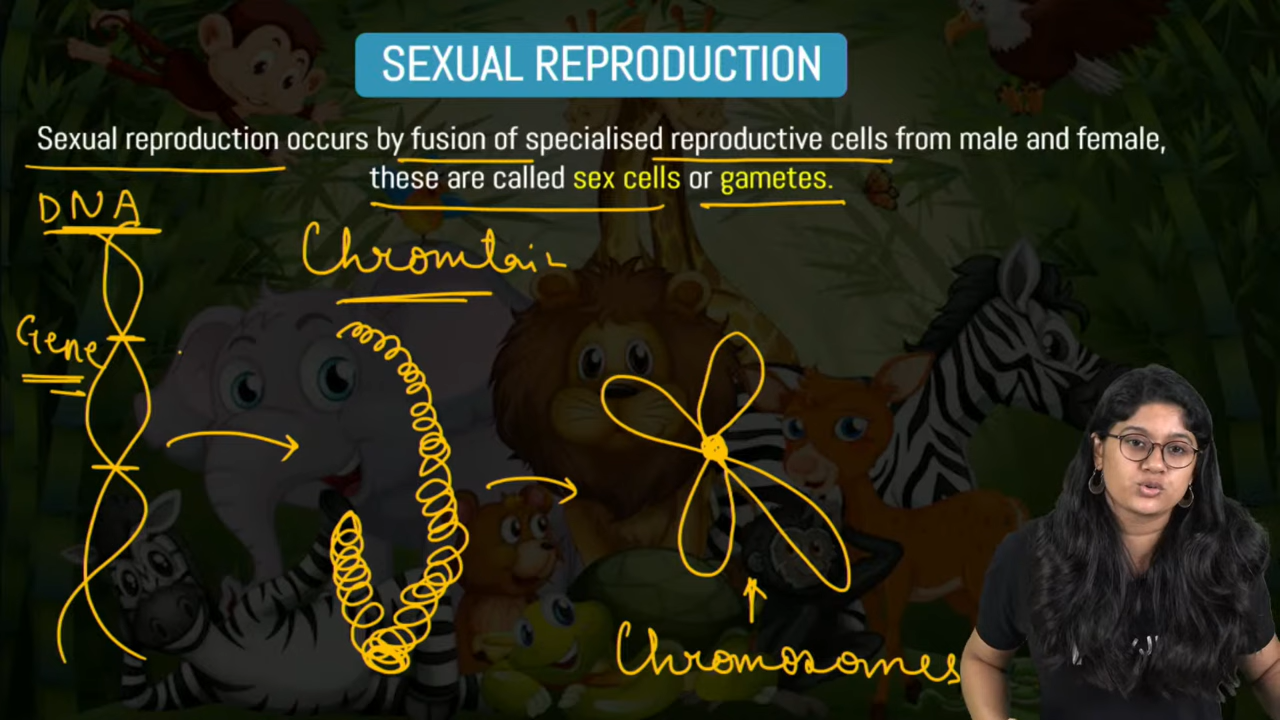 SEXUAL REPRODUCTION
Sexual reproduction occurs by fusion of specialised reproductive cells from male and female,
these are called sex cells or gametes.
DNA
Chromtain
Gene
Chromosomes